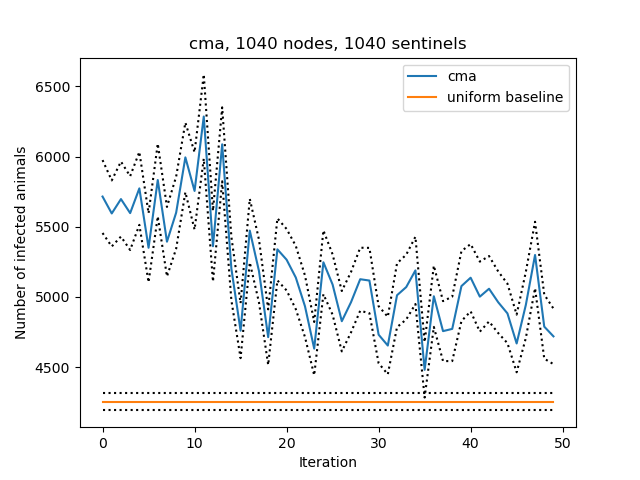 cma, 1040 nodes, 1040 sentinels
cma
uniform baseline
Number of infected animals
6500
6000
5500
5000
4500
0 10 20 30 40 50
Iteration